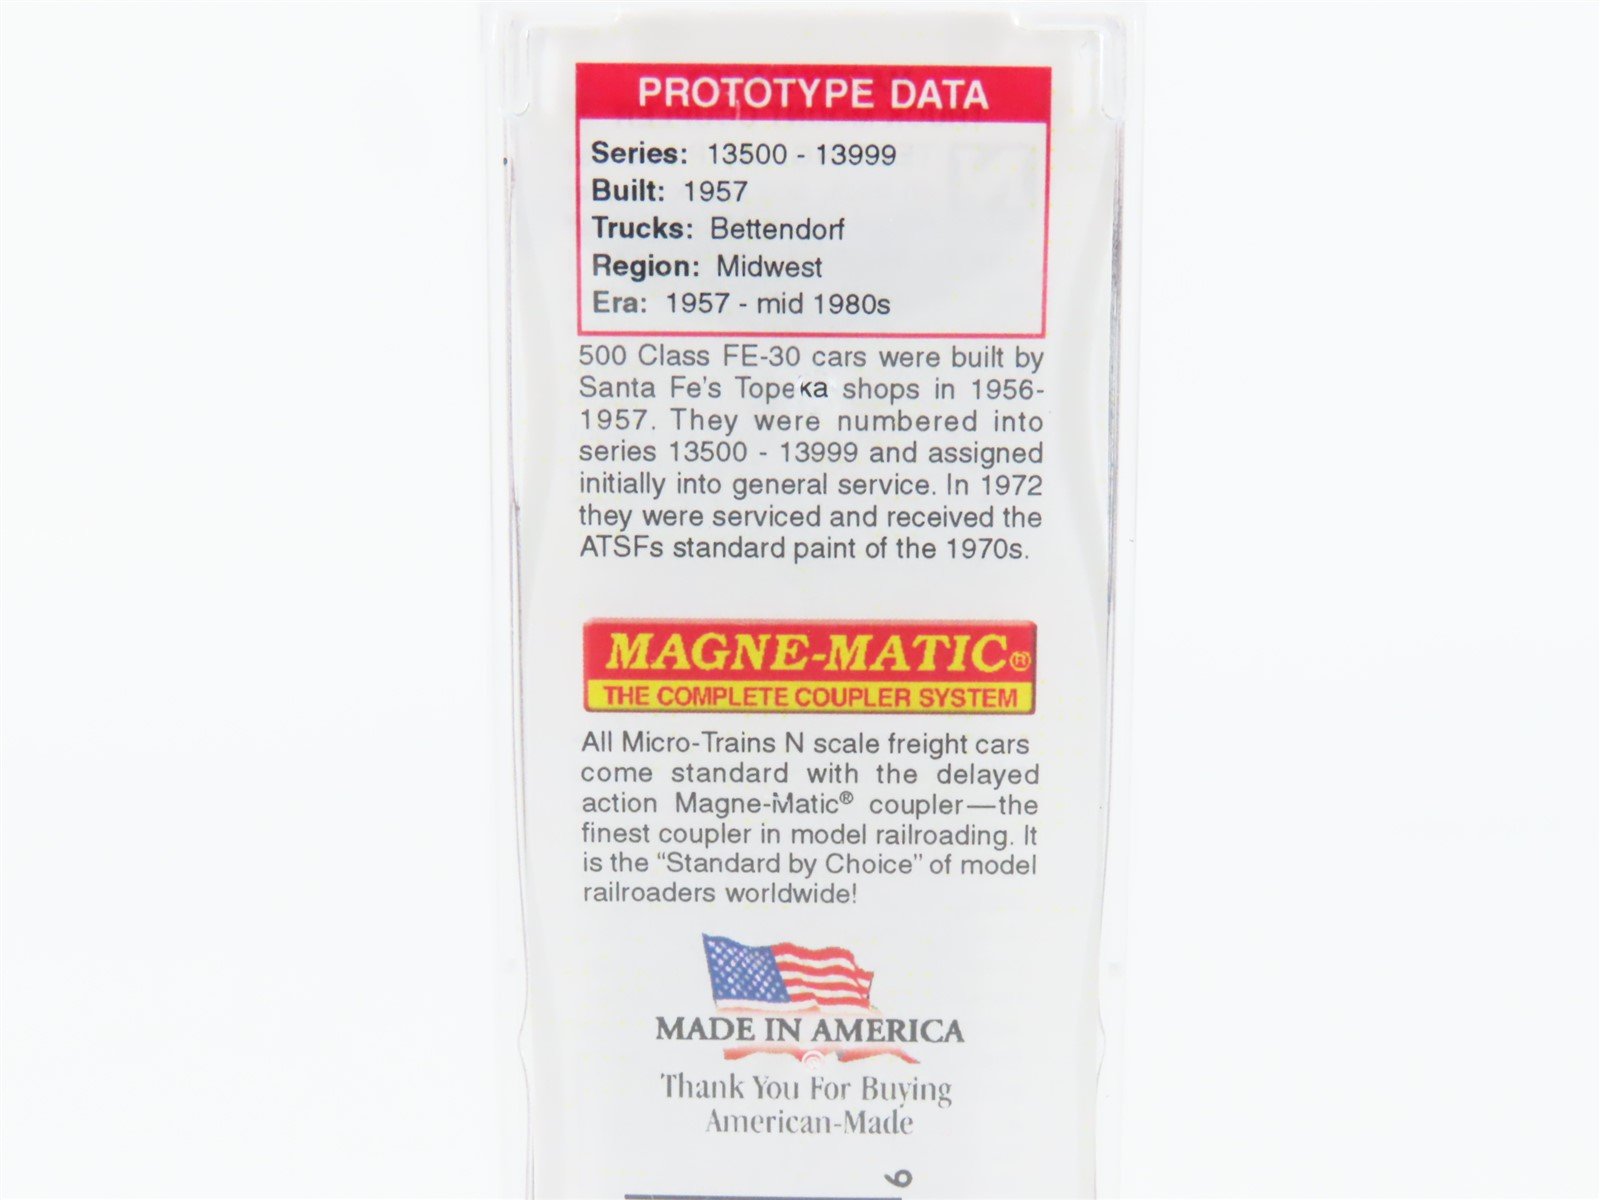 PROTOTYPE DATA
Series: 13500 - 13999
Built: 1957
Trucks: Bettendorf
Region: Midwest
Era: 1957 - mid 1980s
500 Class FE-30 cars were built by
Santa Fe's Topeka shops in 1956-
1957. They were numbered into
series 13500 - 13999 and assigned
initially into general service. In 1972
they were serviced and received the
ATSFs standard paint of the 1970s.
MAGNE-MATIC®
THE COMPLETE COUPLER SYSTEM
All Micro-Trains N scale freight cars
come standard with the delayed
action Magne-Matic® coupler—the
finest coupler in model railroading. It
is the “Standard by Choice” of model
railroaders worldwide!
MADE IN AMERICA
®
Thank You For Buying
American-Made
6